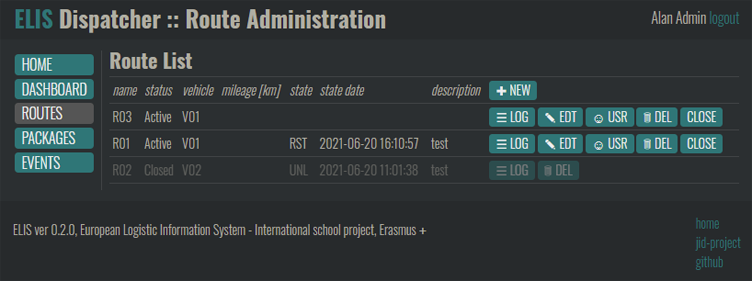 ELIS Dispatcher :: Route Administration
Alan Admin logout
HOME
DASHBOARD
ROUTES
PACKAGES
EVENTS
Route List
name status vehicle mileage [km] state state date description + NEW
R03 Active V01 LOG EDT USR DEL CLOSE
R01 Active V01 RST 2021-06-20 16:10:57 test LOG EDT USR DEL CLOSE
R02 Closed V02 UNL 2021-06-20 11:01:38 test LOG DEL
ELIS ver 0.2.0, European Logistic Information System - International school project, Erasmus +
home
jid-project
github